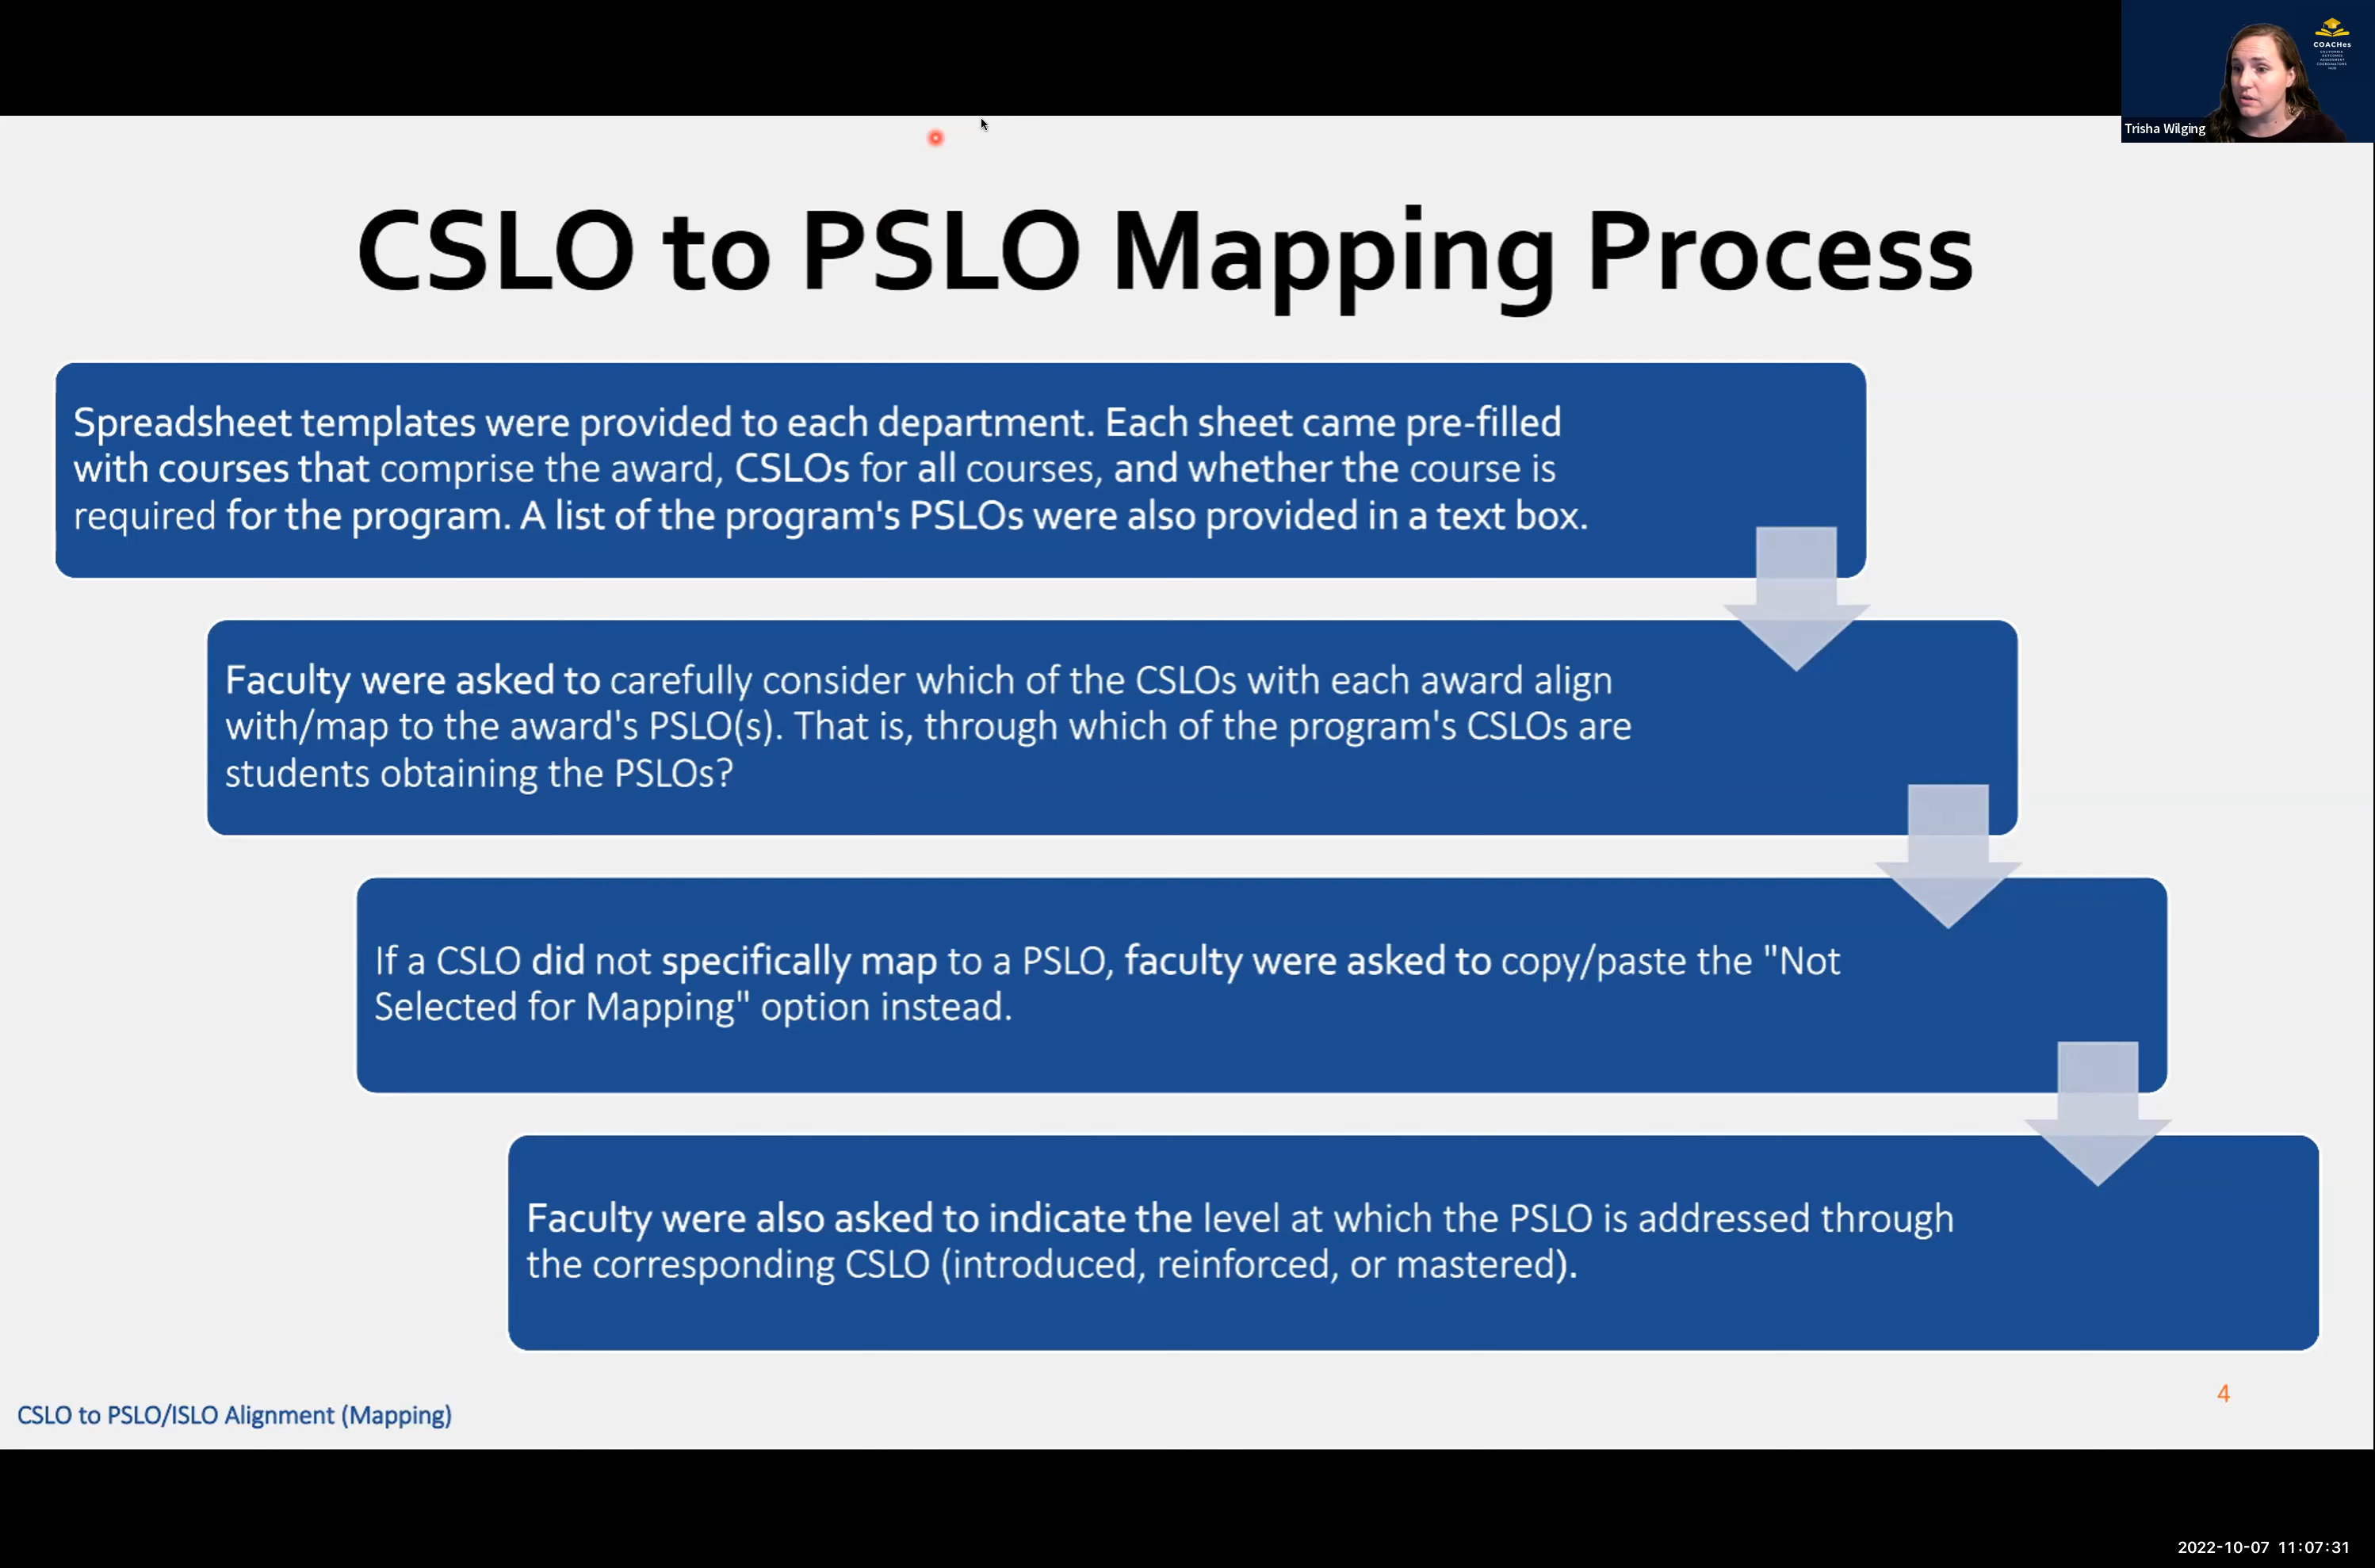 COACHes
CALIFORNIA
OUTCOMES
ASSESSMENT
COORDINATORS
HUB
Trisha Wilging
CSLO to PSLO Mapping Process
Spreadsheet templates were provided to each department. Each sheet came pre-filled
with courses that comprise the award, CSLOs for all courses, and whether the course is
required for the program. A list of the program's PSLOs were also provided in a text box.
Faculty were asked to carefully consider which of the CSLOs with each award align
with/map to the award's PSLO(s). That is, through which of the program's CSLOs are
students obtaining the PSLOs?
If a CSLO did not specifically map to a PSLO, faculty were asked to copy/paste the "Not
Selected for Mapping" option instead.
Faculty were also asked to indicate the level at which the PSLO is addressed through
the corresponding CSLO (introduced, reinforced, or mastered).
4
CSLO to PSLO/ISLO Alignment (Mapping)
2022-10-07 11:07:31